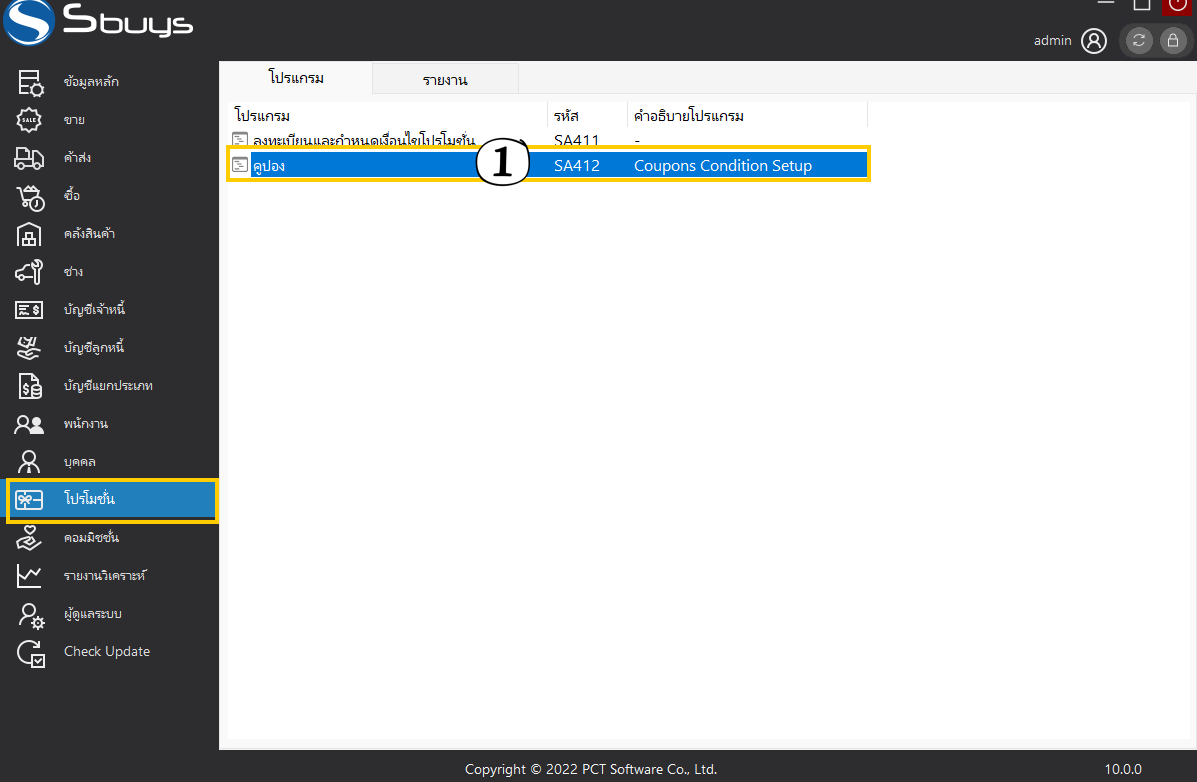 Sbuys
admin
ข้อมูลหลัก
ขาย
SALE
ค้าส่ง
ซื้อ
คลังสินค้า
ช่าง
บัญชีเจ้าหนี้
บัญชีลูกหนี้
บัญชีแยกประเภท
พนักงาน
บุคคล
โปรโมชั่น
คอมมิชชั่น
รายงานวิเคราะห์
ผู้ดูแลระบบ
Check Update
โปรแกรม รายงาน
โปรแกรม รหัส คำอธิบายโปรแกรม
ลงทะเบียนและกำหนดเงื่อนไขโปรโมชั่น SA411 -
คูปอง 1 SA412 Coupons Condition Setup
Copyright © 2022 PCT Software Co., Ltd. 10.0.0